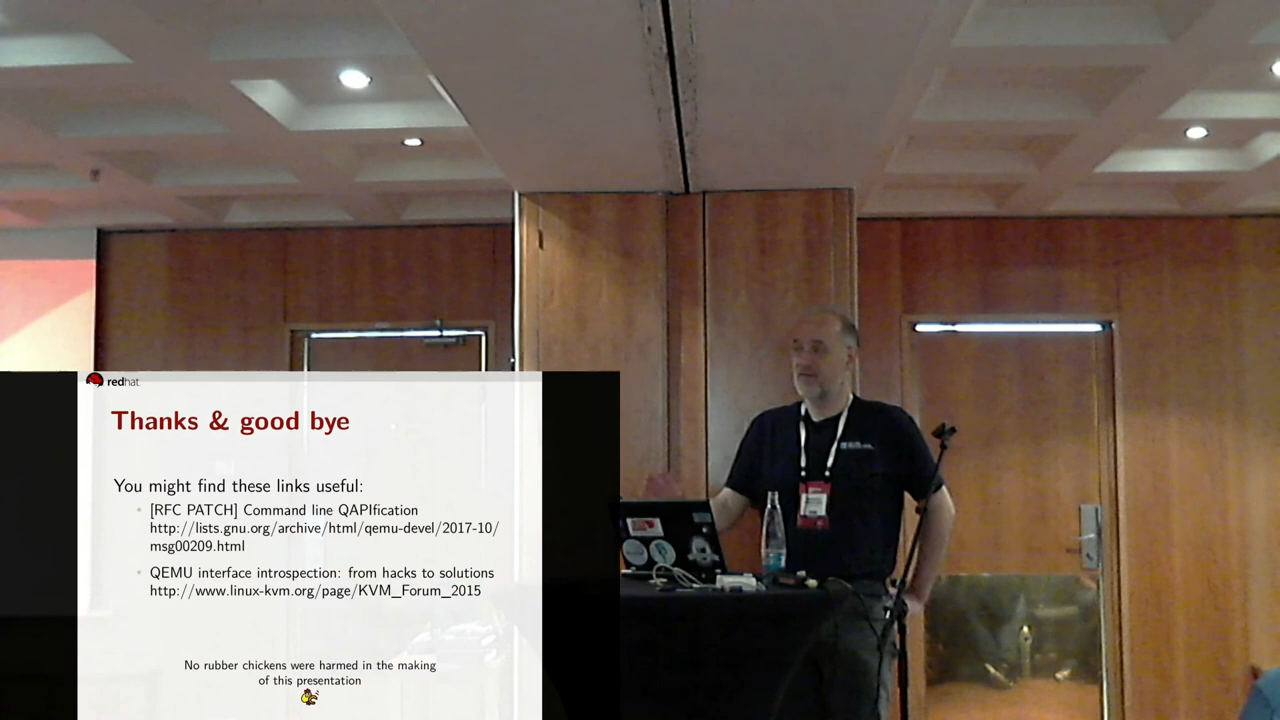 redhat
Thanks & good bye
You might find these links useful:
[RFC PATCH] Command line QAPIfication
http://lists.gnu.org/archive/html/qemu-devel/2017-10/
msg00209.html
QEMU interface introspection: from hacks to solutions
http://www.linux-kvm.org/page/KVM_Forum_2015
No rubber chickens were harmed in the making
of this presentation